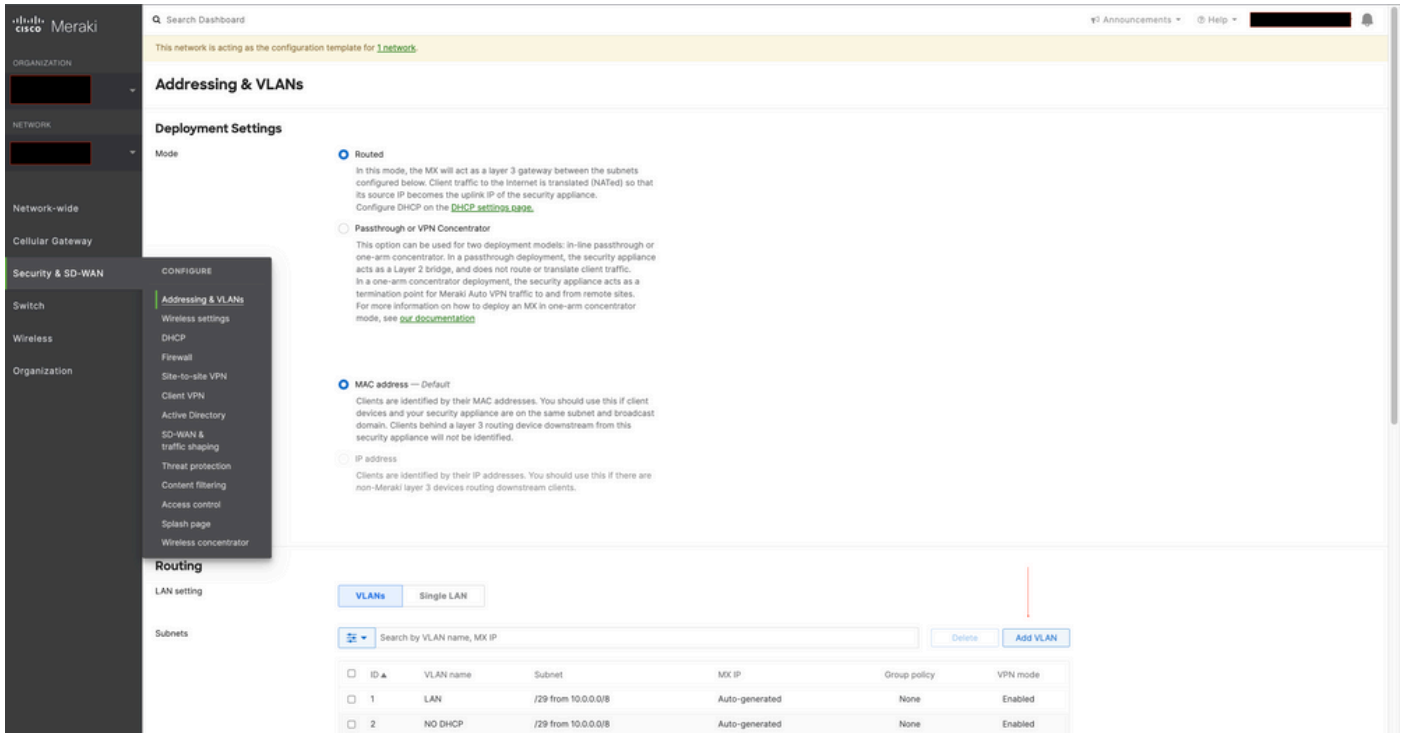 cisco Meraki
Search Dashboard
Announcements
Help
This network is acting as the configuration template for 1 network.
ORGANIZATION
NETWORK
Network-wide
Cellular Gateway
Security & SD-WAN
Switch
Wireless
Organization
CONFIGURE
Addressing & VLANs
Wireless settings
DHCP
Firewall
Site-to-site VPN
Client VPN
Active Directory
SD-WAN &
traffic shaping
Threat protection
Content filtering
Access control
Splash page
Wireless concentrator
Addressing & VLANs
Deployment Settings
Mode
Routed
In this mode, the MX will act as a layer 3 gateway between the subnets
configured below. Client traffic to the Internet is translated (NATed) so that
its source IP becomes the uplink IP of the security appliance.
Configure DHCP on the DHCP settings page.
Passthrough or VPN Concentrator
This option can be used for two deployment models: in-line passthrough or
one-arm concentrator. In a passthrough deployment, the security appliance
acts as a Layer 2 bridge, and does not route or translate client traffic.
In a one-arm concentrator deployment, the security appliance acts as a
termination point for Meraki Auto VPN traffic to and from remote sites.
For more information on how to deploy an MX in one-arm concentrator
mode, see our documentation
MAC address — Default
Clients are identified by their MAC addresses. You should use this if client
devices and your security appliance are on the same subnet and broadcast
domain. Clients behind a layer 3 routing device downstream from this
security appliance will not be identified.
IP address
Clients are identified by their IP addresses. You should use this if there are
non-Meraki layer 3 devices routing downstream clients.
Routing
LAN setting
VLANs Single LAN
Subnets
Search by VLAN name, MX IP
Delete Add VLAN
ID VLAN name Subnet MX IP Group policy VPN mode
1 LAN /29 from 10.0.0.0/8 Auto-generated None Enabled
2 NO DHCP /29 from 10.0.0.0/8 Auto-generated None Enabled